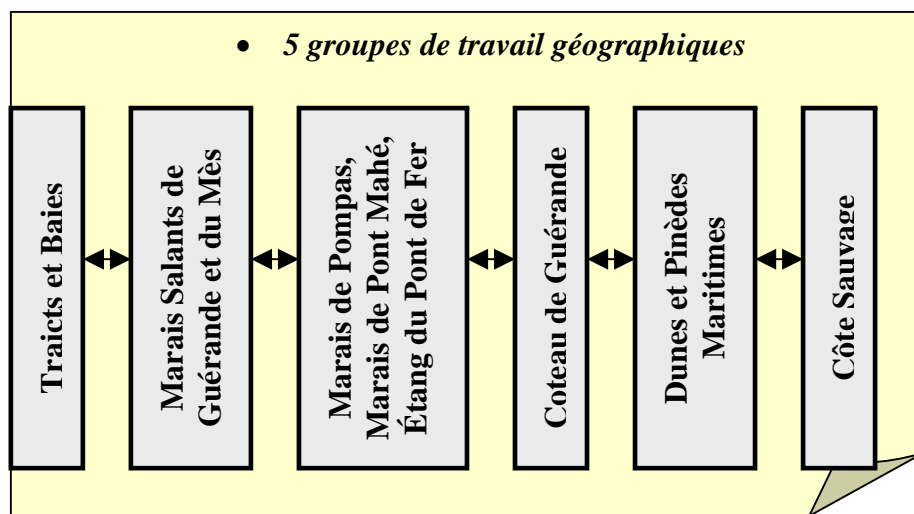 • 5 groupes de travail géographiques
Traicts et Baies
Marais Salants de
Guérande et du Mès
Marais de Pompas,
Marais de Pont Mahé,
Étang du Pont de Fer
Coteau de Guérande
Dunes et Pinèdes
Maritimes
Côte Sauvage